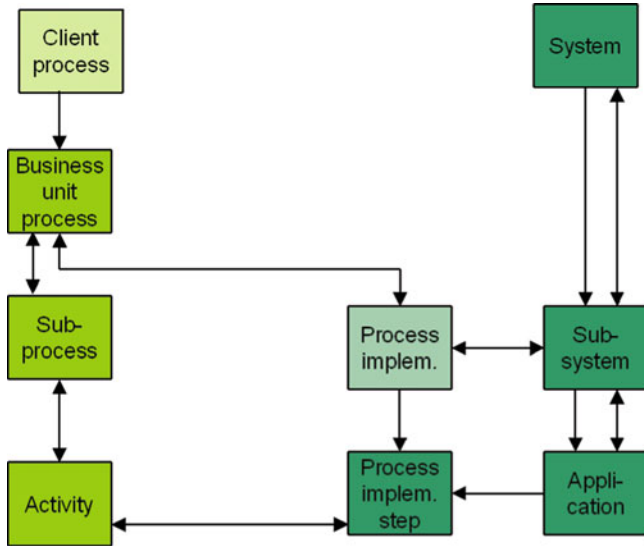 Client
process
System
Business
unit
process
Sub-
process
Process
implem.
Sub-
system
Activity
Process
implem.
step
Appli-
cation